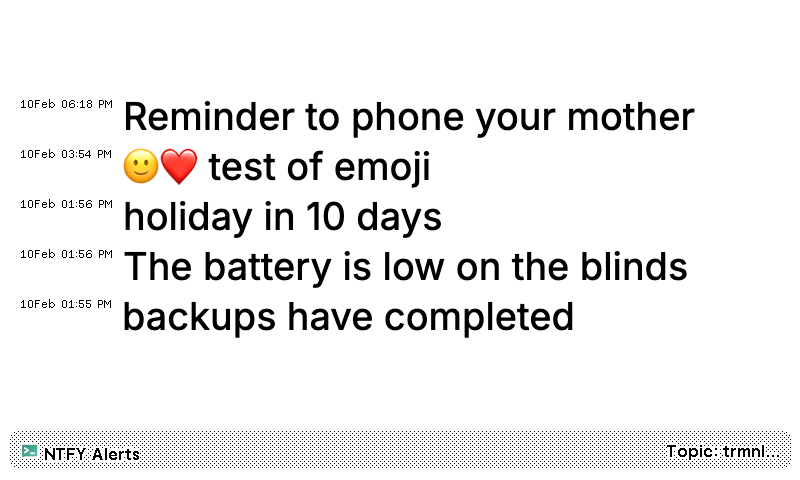 10Feb 06:18 PM Reminder to phone your mother
10Feb 03:54 PM 🙂❤️ test of emoji
10Feb 01:56 PM holiday in 10 days
10Feb 01:56 PM The battery is low on the blinds
10Feb 01:55 PM backups have completed
NTFY Alerts Topic: trmnl...